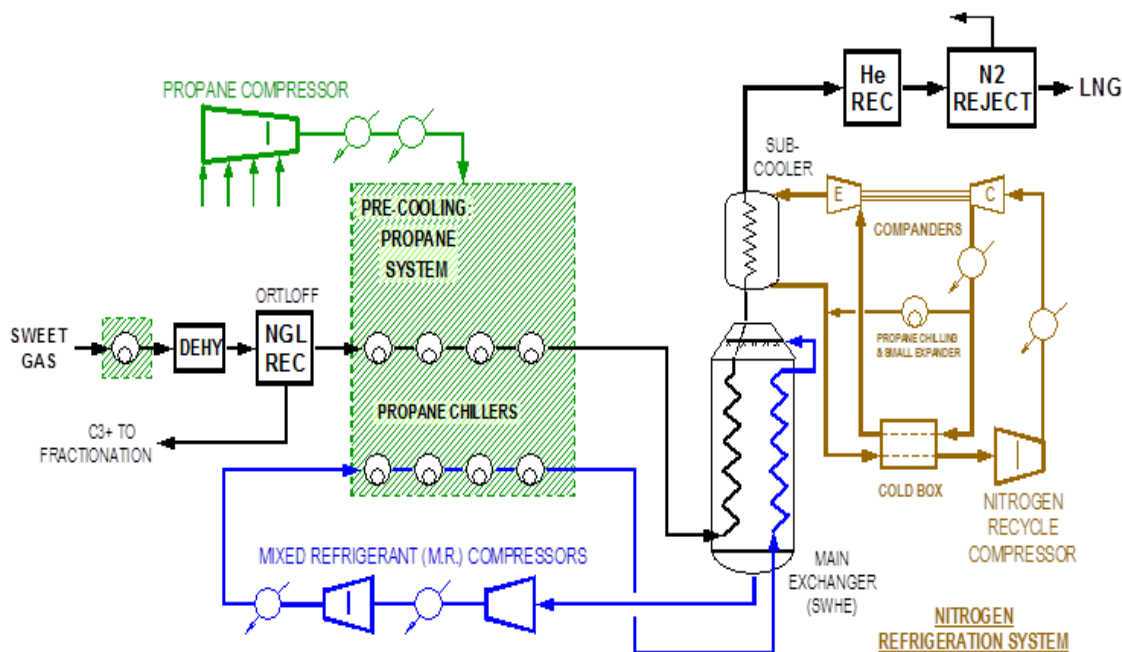 He
REC
N2
REJECT
LNG
PROPANE COMPRESSOR
SUB-
COOLER
E
C
COMPANDERS
PRE-COOLING:
PROPANE
SYSTEM
ORTLOFF
SWEET
GAS
DEHY
NGL
REC
PROPANE CHILLING
& SMALL EXPANDER
PROPANE CHILLERS
C3+ TO
FRACTIONATION
COLD BOX
NITROGEN
RECYCLE
COMPRESSOR
MIXED REFRIGERANT (M.R.) COMPRESSORS
MAIN
EXCHANGER
(SWHE)
NITROGEN
REFRIGERATION SYSTEM